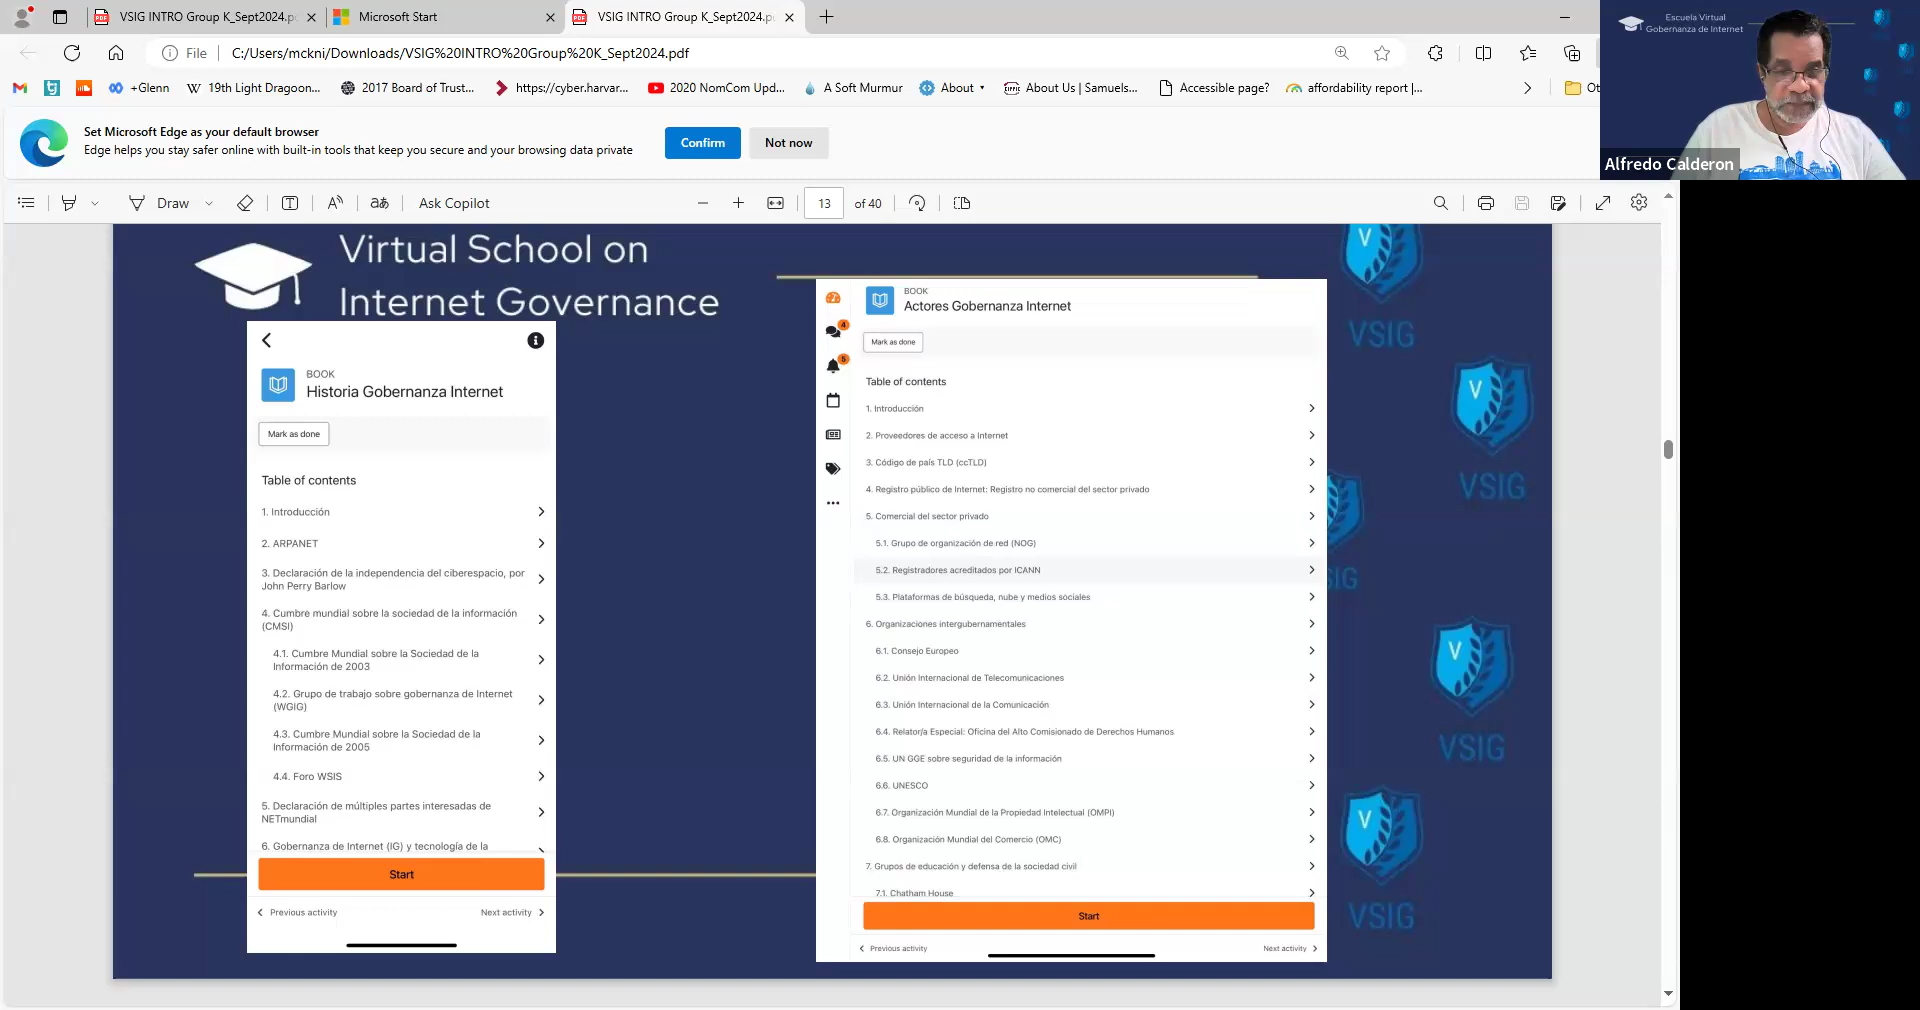 VSIG INTRO Group K_Sept2024.p
Microsoft Start
VSIG INTRO Group K_Sept2024.p
File
C:/Users/mckni/Downloads/VSIG%20INTRO%20Group%20K_Sept2024.pdf
+Glenn
19th Light Dragoon...
2017 Board of Trust...
https://cyber.harvar...
2020 NomCom Upd...
A Soft Murmur
About
About Us | Samuels...
Accessible page?
affordability report |...
Ot
Set Microsoft Edge as your default browser
Edge helps you stay safer online with built-in tools that keep you secure and your browsing data private
Confirm
Not now
Escuela Virtual
Gobernanza de Internet
Alfredo Calderon
Draw
Ask Copilot
13
of 40
Virtual School on
Internet Governance
BOOK
Historia Gobernanza Internet
Mark as done
Table of contents
1. Introducción
2. ARPANET
3. Declaración de la independencia del ciberespacio, por
John Perry Barlow
4. Cumbre mundial sobre la sociedad de la información
(CMSI)
4.1. Cumbre Mundial sobre la Sociedad de la
Información de 2003
4.2. Grupo de trabajo sobre gobernanza de Internet
(WGIG)
4.3. Cumbre Mundial sobre la Sociedad de la
Información de 2005
4.4. Foro WSIS
5. Declaración de múltiples partes interesadas de
NETmundial
6. Gobernanza de Internet (IG) y tecnología de la
Start
Previous activity
Next activity
4
5
BOOK
Actores Gobernanza Internet
Mark as done
Table of contents
1. Introducción
2. Proveedores de acceso a Internet
3. Código de país TLD (ccTLD)
4. Registro público de Internet: Registro no comercial del sector privado
5. Comercial del sector privado
5.1. Grupo de organización de red (NOG)
5.2. Registradores acreditados por ICANN
5.3. Plataformas de búsqueda, nube y medios sociales
6. Organizaciones intergubernamentales
6.1. Consejo Europeo
6.2. Unión Internacional de Telecomunicaciones
6.3. Unión Internacional de la Comunicación
6.4. Relator/a Especial: Oficina del Alto Comisionado de Derechos Humanos
6.5. UN GGE sobre seguridad de la información
6.6. UNESCO
6.7. Organización Mundial de la Propiedad Intelectual (OMPI)
6.8. Organización Mundial del Comercio (OMC)
7. Grupos de educación y defensa de la sociedad civil
7.1. Chatham House
Start
Previous activity
Next activity
V
VSIG
V
VSIG
SIG
V
VSIG
V
VSIG